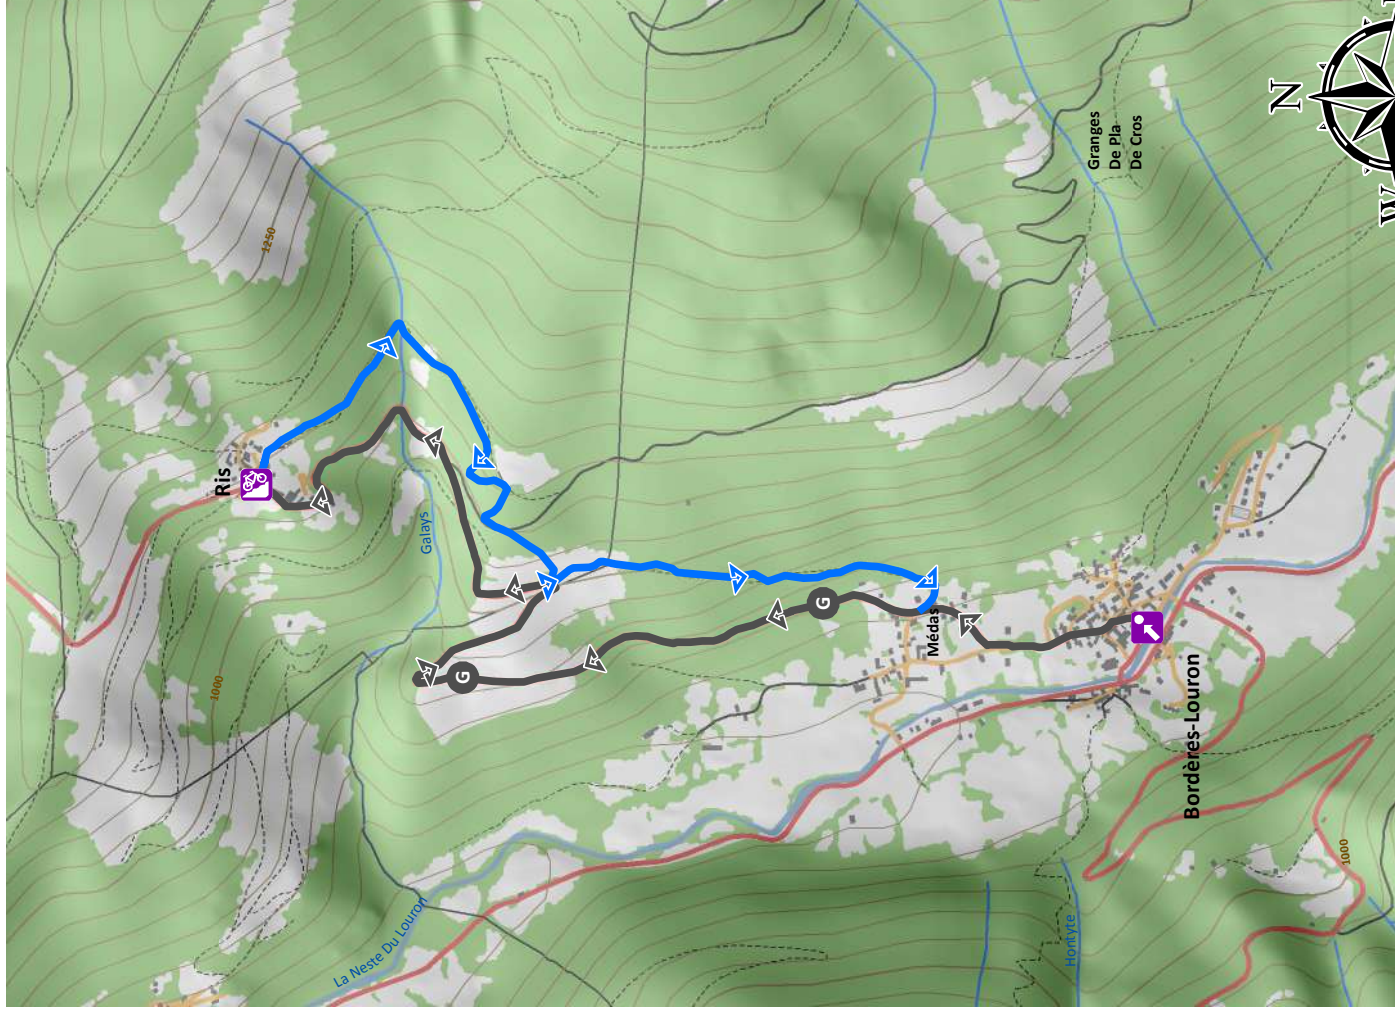 N
W
Granges
De Pla
De Cros
1250
Ris
Galays
1000
G
G
Médas
Bordères-Louron
La Neste Du Louron
Hontyte
1000